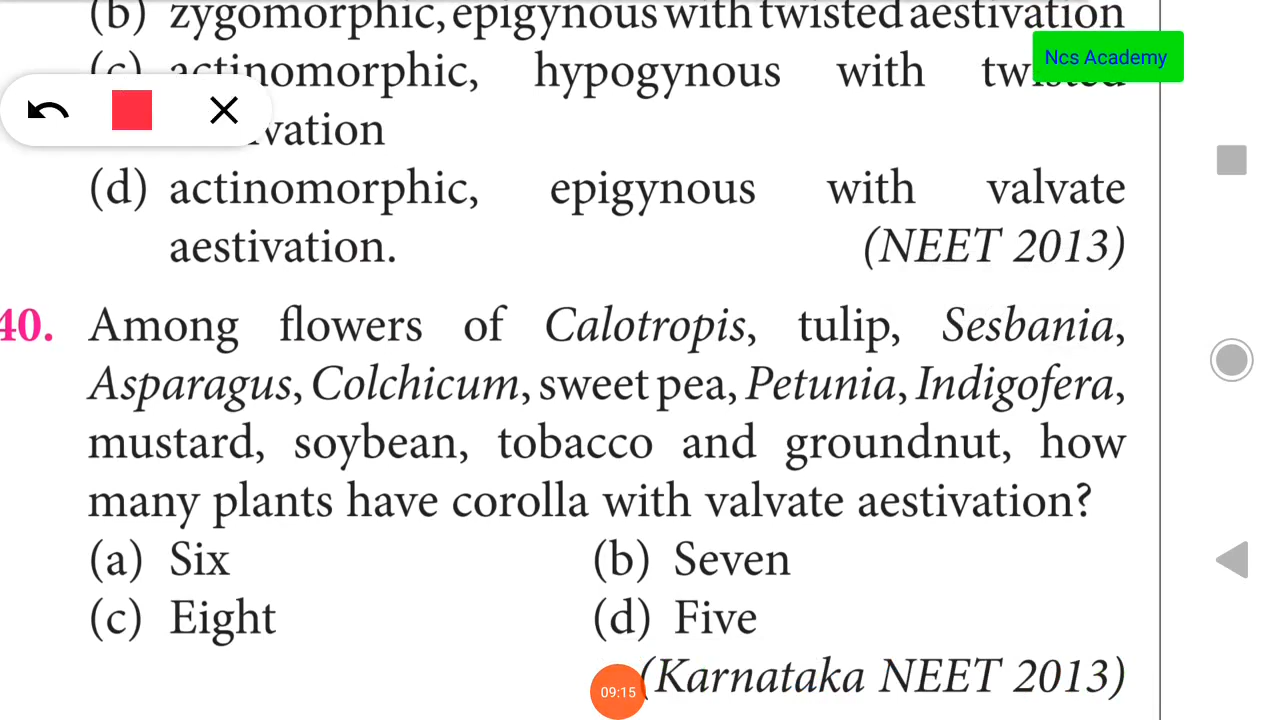 (b) zygomorphic, epigynous with twisted aestivation
Ncs Academy
actinomorphic, hypogynous with twisted
(d) actinomorphic, epigynous with valvate
aestivation. (NEET 2013)
40. Among flowers of Calotropis, tulip, Sesbania,
Asparagus, Colchicum, sweet pea, Petunia, Indigofera,
mustard, soybean, tobacco and groundnut, how
many plants have corolla with valvate aestivation?
(a) Six (b) Seven
(c) Eight (d) Five
(Karnataka NEET 2013)
09:15